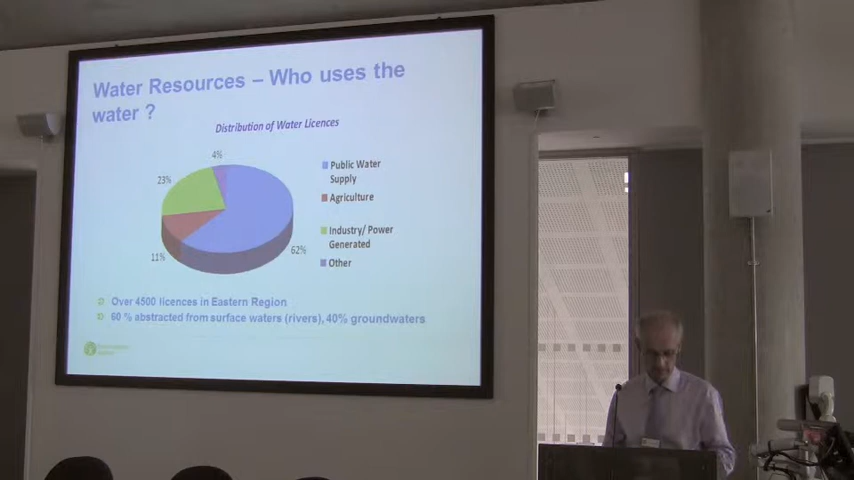 Water Resources – Who uses the
water ?
Distribution of Water Licences
4%
23%
11%
62%
Public Water
Supply
Agriculture
Industry/ Power
Generated
Other
Over 4500 licences in Eastern Region
60 % abstracted from surface waters (rivers), 40% groundwaters